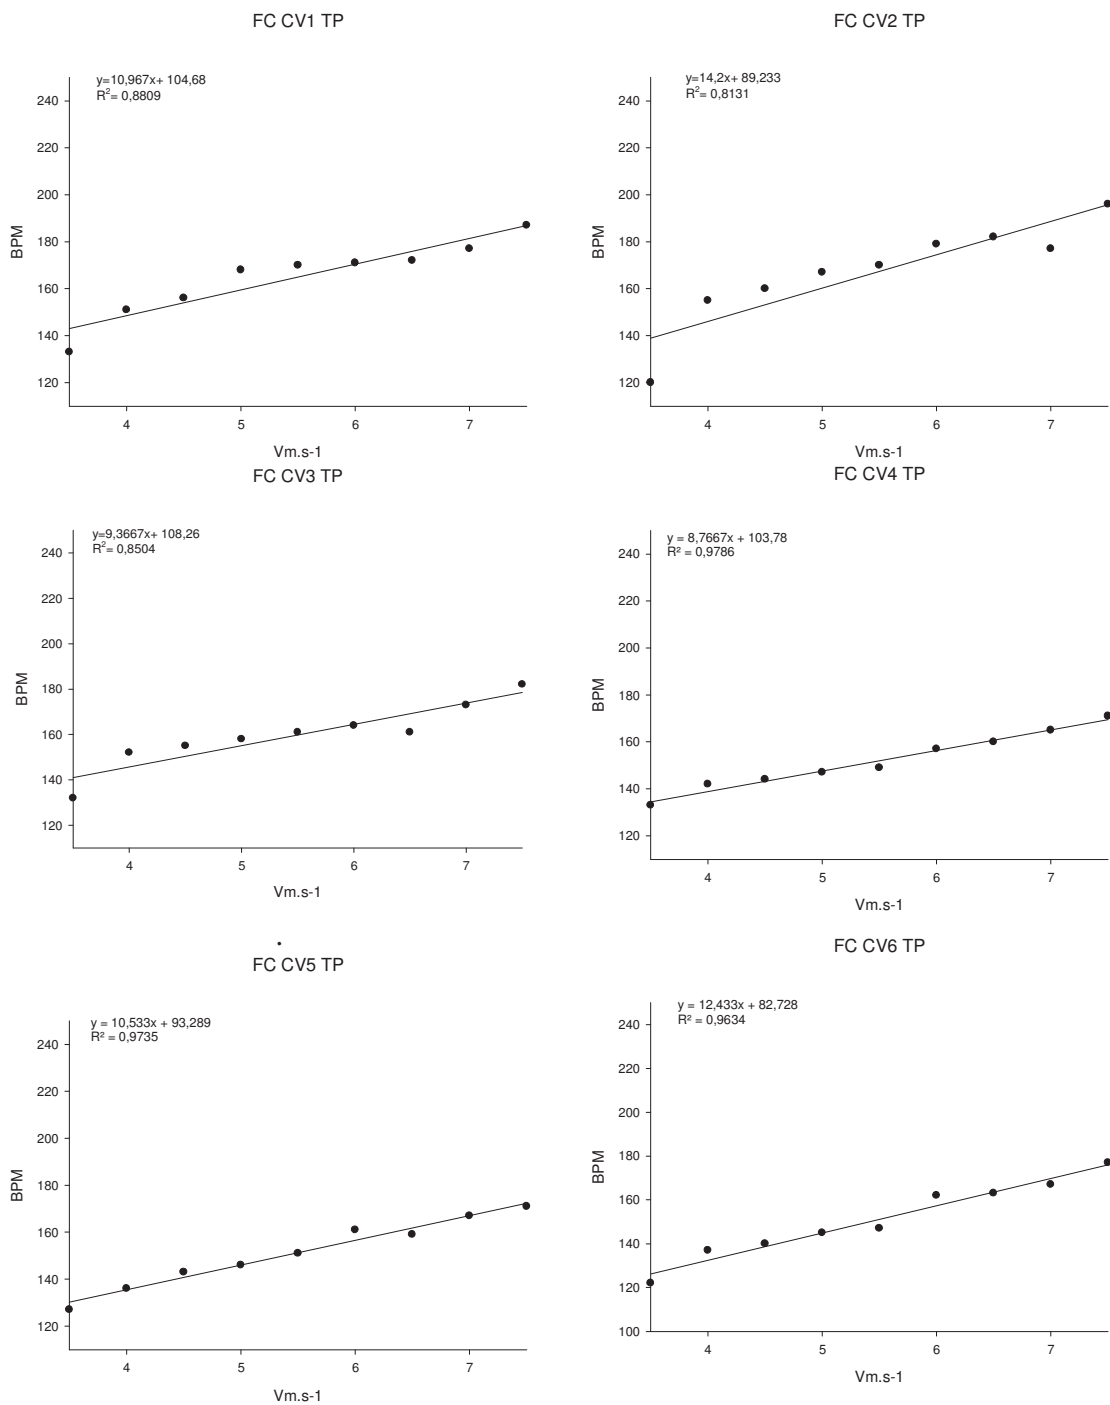 FC CV1 TP
y=10,967x+ 104,68
R²= 0,8809
240
220
200
180
160
140
120
BPM
4 5 6 7
Vm.s-1
FC CV2 TP
y=14,2x+ 89,233
R²= 0,8131
240
220
200
180
160
140
120
BPM
4 5 6 7
Vm.s-1
FC CV3 TP
y=9,3667x+ 108,26
R²= 0,8504
240
220
200
180
160
140
120
BPM
4 5 6 7
Vm.s-1
FC CV4 TP
y = 8,7667x + 103,78
R² = 0,9786
240
220
200
180
160
140
120
BPM
4 5 6 7
Vm.s-1
FC CV5 TP
y = 10,533x + 93,289
R² = 0,9735
240
220
200
180
160
140
120
BPM
4 5 6 7
Vm.s-1
FC CV6 TP
y = 12,433x + 82,728
R² = 0,9634
240
220
200
180
160
140
120
100
BPM
4 5 6 7
Vm.s-1